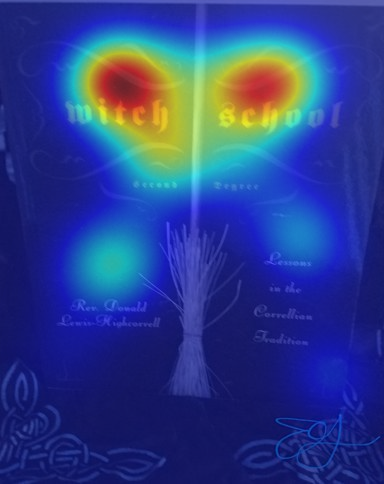 witch school
Second Degree
Lessons
in the
Correllian
Tradition
Rev. Donald
Lewis-Highcorrell